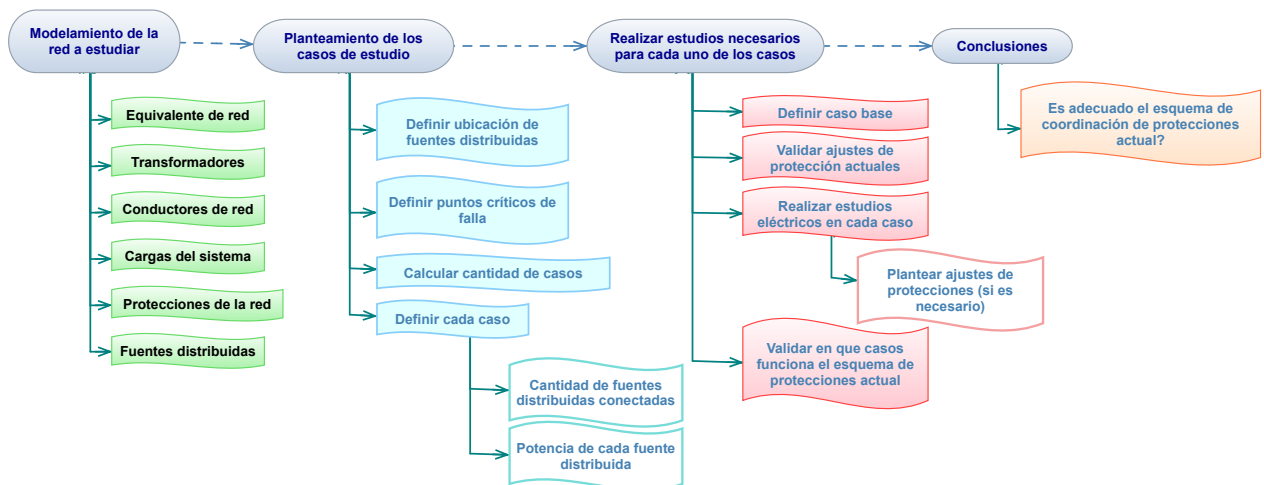 Modelamiento de la
red a estudiar
Equivalente de red
Transformadores
Conductores de red
Cargas del sistema
Protecciones de la red
Fuentes distribuidas
Planteamiento de los
casos de estudio
Definir ubicación de
fuentes distribuidas
Definir puntos críticos de
falla
Calcular cantidad de casos
Definir cada caso
Cantidad de fuentes
distribuidas conectadas
Potencia de cada fuente
distribuida
Realizar estudios necesarios
para cada uno de los casos
Definir caso base
Validar ajustes de
protección actuales
Realizar estudios
eléctricos en cada caso
Plantear ajustes de
protecciones (si es
necesario)
Validar en que casos
funciona el esquema de
protecciones actual
Conclusiones
Es adecuado el esquema de
coordinación de protecciones
actual?